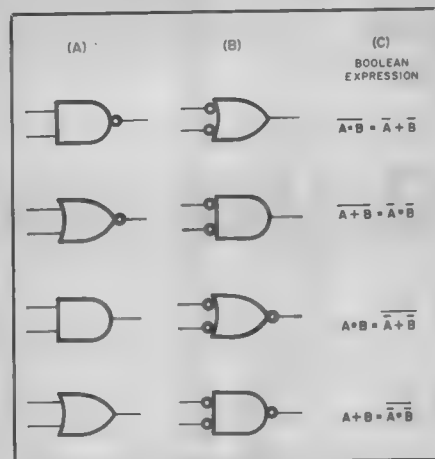 (A) (B) (C)
BOOLEAN
EXPRESSION
A̅•̅B̅ = A̅ + B̅
A̅ ̅+̅ ̅B̅ = A̅ • B̅
A•B = A̿ ̅+̅ ̅B̿
A + B = A̿ ̅•̅ ̅B̿